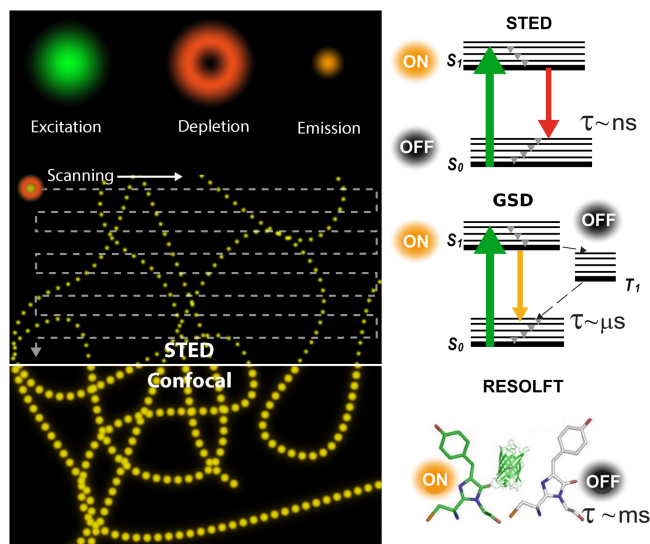 Excitation
Depletion
Emission
Scanning
STED
Confocal
STED
ON
S1
τ~ns
OFF
S0
GSD
OFF
ON
S1
T1
τ~μs
S0
RESOLFT
ON
OFF
τ~ms